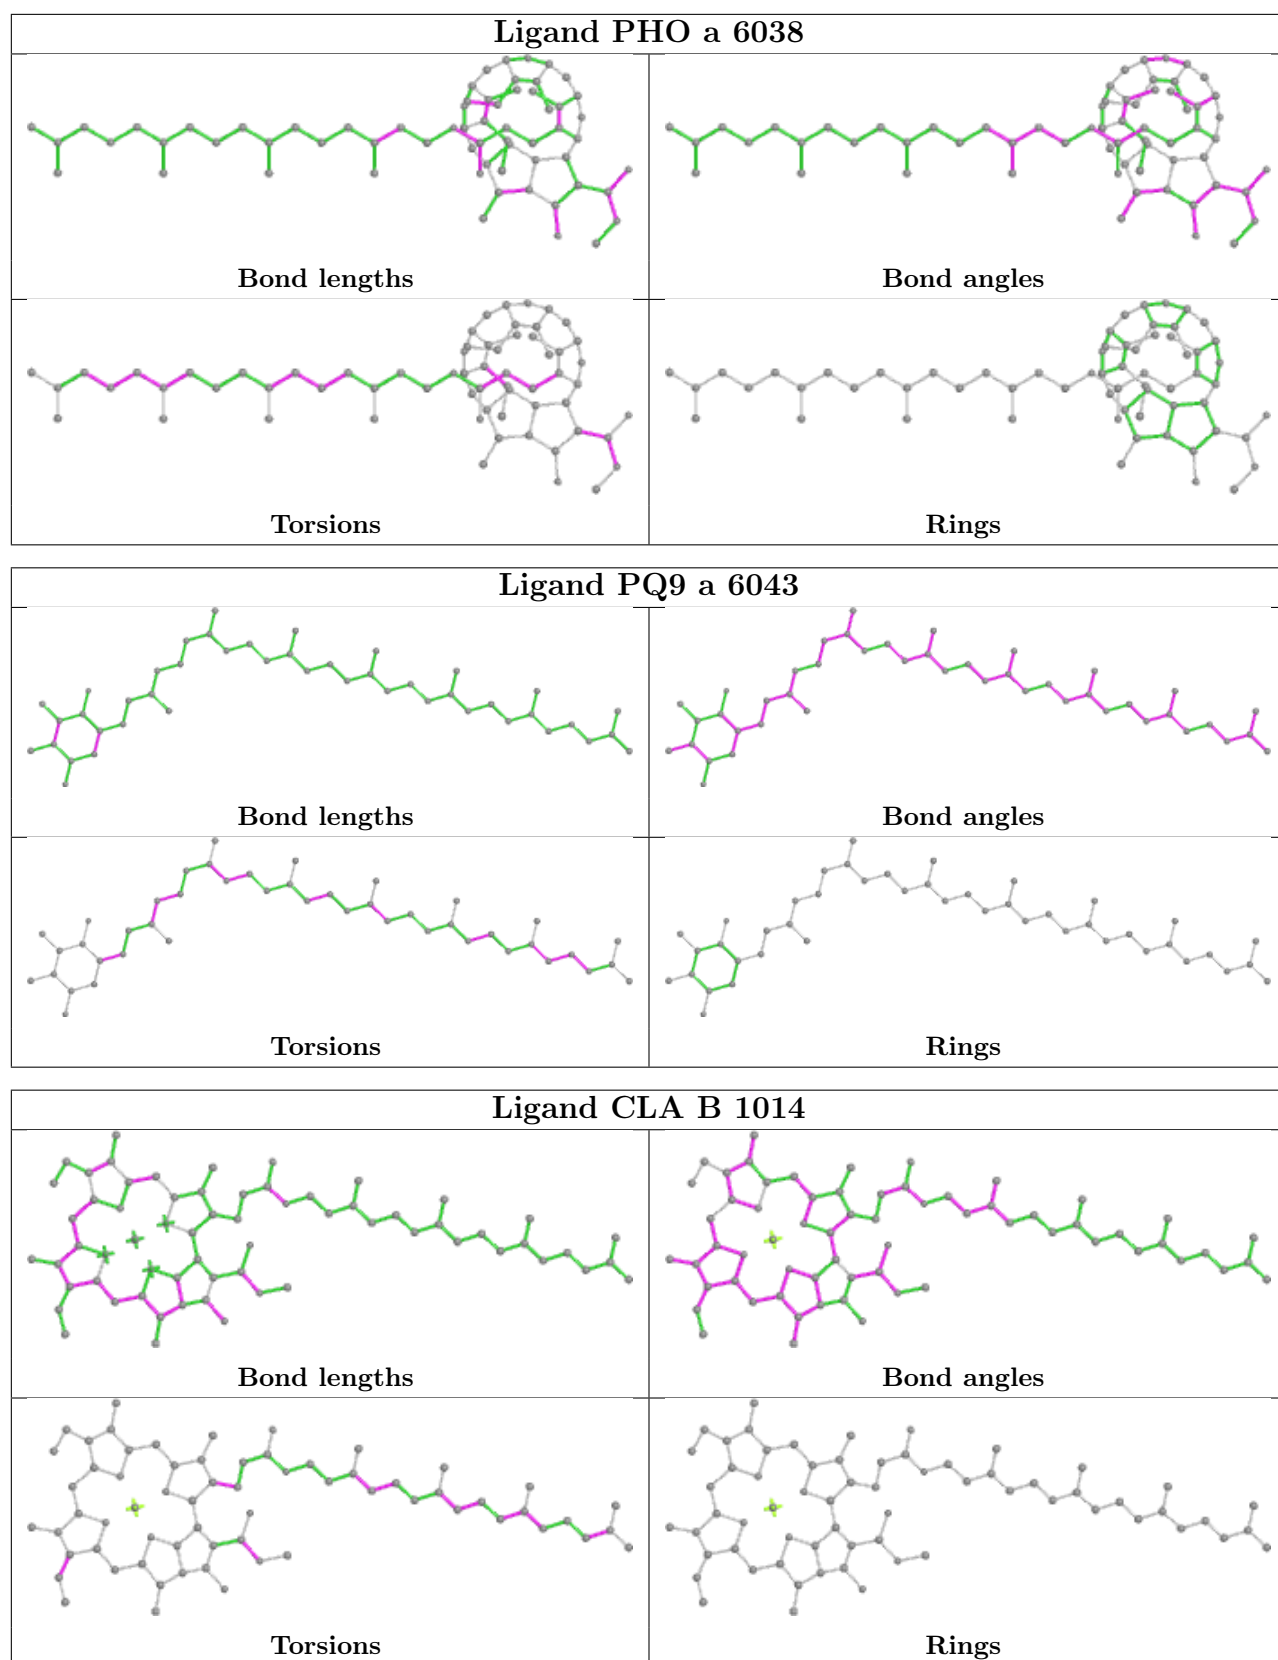 Ligand PHO a 6038
Bond lengths
Bond angles
Torsions
Rings
Ligand PQ9 a 6043
Bond lengths
Bond angles
Torsions
Rings
Ligand CLA B 1014
Bond lengths
Bond angles
Torsions
Rings